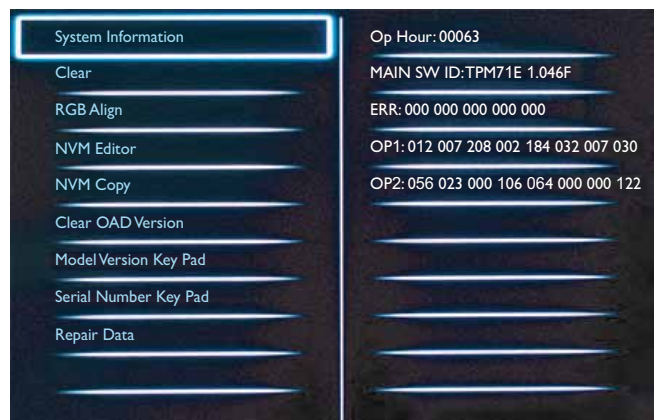 System Information
Clear
RGB Align
NVM Editor
NVM Copy
Clear OAD Version
Model Version Key Pad
Serial Number Key Pad
Repair Data
Op Hour: 00063
MAIN SW ID:TPM71E 1.046F
ERR: 000 000 000 000 000
OP1: 012 007 208 002 184 032 007 030
OP2: 056 023 000 106 064 000 000 122